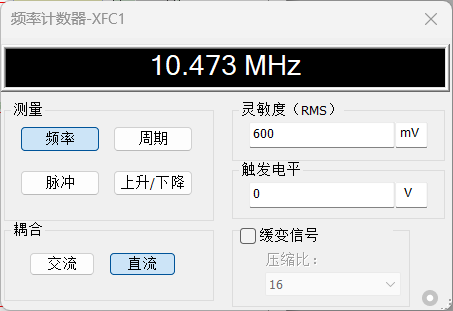 频率计数器-XFC1
10.473 MHz
测量
频率 周期
脉冲 上升/下降
耦合
交流 直流
灵敏度（RMS）
600 mV
触发电平
0 V
缓变信号
压缩比：
16